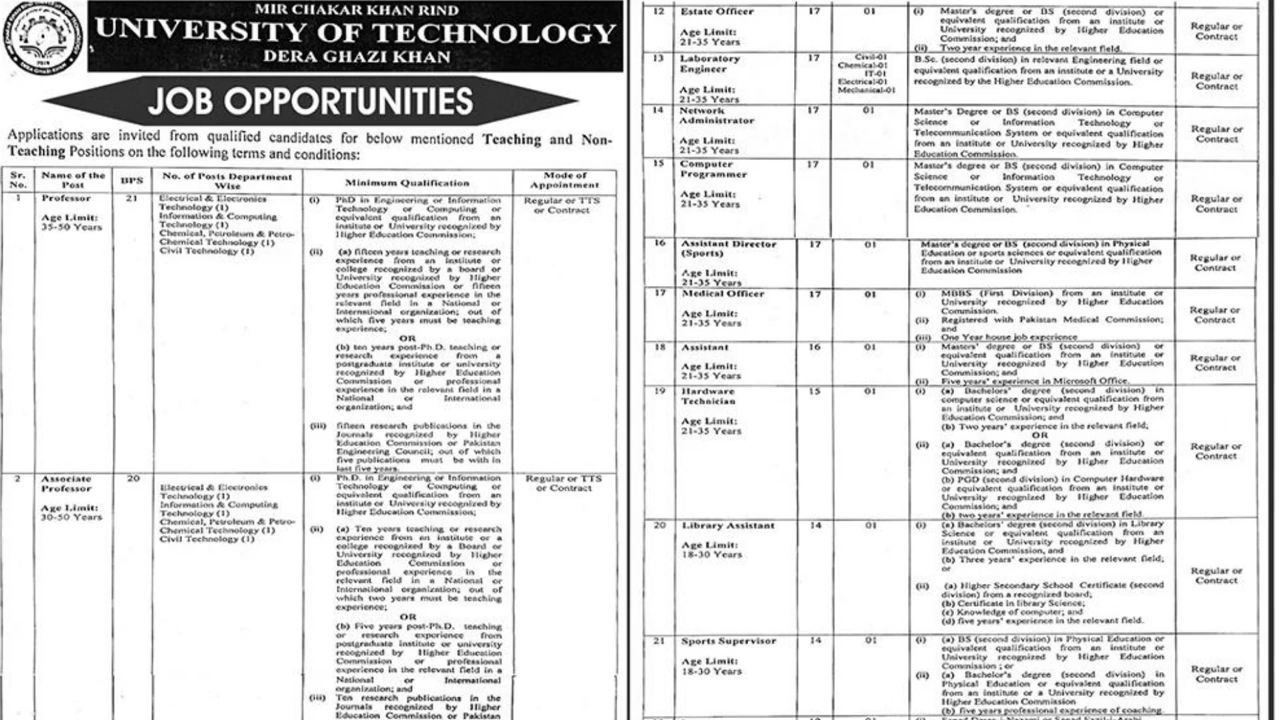 MIR CHAKAR KHAN RIND
UNIVERSITY OF TECHNOLOGY
DERA GHAZI KHAN
JOB OPPORTUNITIES
Applications are invited from qualified candidates for below mentioned Teaching and Non-
Teaching Positions on the following terms and conditions:
Sr. No.
Name of the Post
BPS
No. of Posts Department Wise
Minimum Qualification
Mode of Appointment
1
Professor
Age Limit:
35-50 Years
21
Electrical & Electronics
Technology (1)
Information & Computing
Technology (1)
Chemical, Petroleum & Petro-
Chemical Technology (1)
Civil Technology (1)
(i) PhD in Engineering or Information
Technology or Computing or
equivalent qualification from an
institute or University recognized by
Higher Education Commission;
(ii) (a) fifteen years teaching or research
experience from an institute or
college recognized by a board or
University recognized by Higher
Education Commission or fifteen
years professional experience in the
relevant field in a National or
International organization; out of
which five years must be teaching
experience;
OR
(b) ten years post-Ph.D. teaching or
research experience from a
postgraduate institute or university
recognized by Higher Education
Commission or professional
experience in the relevant field in a
National or International
organization; and
(iii) fifteen research publications in the
Journals recognized by Higher
Education Commission or Pakistan
Engineering Council; out of which
five publications must be with in
last five years.
Regular or TTS
or Contract
2
Associate
Professor
Age Limit:
30-50 Years
20
Electrical & Electronics
Technology (1)
Information & Computing
Technology (1)
Chemical, Petroleum & Petro-
Chemical Technology (1)
Civil Technology (1)
(i) Ph.D. in Engineering or Information
Technology or Computing or
equivalent qualification from an
institute or University recognized by
Higher Education Commission;
(ii) (a) Ten years teaching or research
experience from an institute or a
college recognized by a Board or
University recognized by Higher
Education Commission or
professional experience in the
relevant field in a National or
International organization; out of
which two years must be teaching
experience;
OR
(b) Five years post-Ph.D. teaching
or research experience from
postgraduate institute or university
recognized by Higher Education
Commission or professional
experience in the relevant field in a
National or International
organization; and
(iii) Ten research publications in the
Journals recognized by Higher
Education Commission or Pakistan
12
Estate Officer
Age Limit:
21-35 Years
17
01
(i) Master's degree or BS (second division) or
equivalent qualification from an institute or
University recognized by Higher Education
Commission; and
(ii) Two year experience in the relevant field.
Regular or
Contract
13
Laboratory
Engineer
Age Limit:
21-35 Years
17
Civil-01
Chemical-01
IT-01
Electrical-01
Mechanical-01
B.Sc. (second division) in relevant Engineering field or
equivalent qualification from an institute or a University
recognized by the Higher Education Commission.
Regular or
Contract
14
Network
Administrator
Age Limit:
21-35 Years
17
01
Master's Degree or BS (second division) in Computer
Science or Information Technology or
Telecommunication System or equivalent qualification
from an institute or University recognized by Higher
Education Commission.
Regular or
Contract
15
Computer
Programmer
Age Limit:
21-35 Years
17
01
Master's degree or BS (second division) in Computer
Science or Information Technology or
Telecommunication System or equivalent qualification
from an institute or University recognized by Higher
Education Commission.
Regular or
Contract
16
Assistant Director
(Sports)
Age Limit:
21-35 Years
17
01
Master's degree or BS (second division) in Physical
Education or sports sciences or equivalent qualification
from an institute or University recognized by Higher
Education Commission
Regular or
Contract
17
Medical Officer
Age Limit:
21-35 Years
17
01
(i) MBBS (First Division) from an institute or
University recognized by Higher Education
Commission.
(ii) Registered with Pakistan Medical Commission;
and
(iii) One Year house job experience
Regular or
Contract
18
Assistant
Age Limit:
21-35 Years
16
01
(i) Masters' degree or BS (second division) or
equivalent qualification from an institute or
University recognized by Higher Education
Commission; and
(ii) Five years' experience in Microsoft Office.
Regular or
Contract
19
Hardware
Technician
Age Limit:
21-35 Years
15
01
(i) (a) Bachelors' degree (second division) in
computer science or equivalent qualification from
an institute or University recognized by Higher
Education Commission; and
(b) Two years' experience in the relevant field;
OR
(ii) (a) Bachelor's degree (second division) or
equivalent qualification from an institute or
University recognized by Higher Education
Commission; and
(b) PGD (second division) in Computer Hardware
or equivalent qualification from an institute or
University recognized by Higher Education
Commission; and
(b) two years' experience in the relevant field.
Regular or
Contract
20
Library Assistant
Age Limit:
18-30 Years
14
01
(i) (a) Bachelors' degree (second division) in Library
Science or equivalent qualification from an
institute or University recognized by Higher
Education Commission, and
(b) Three years' experience in the relevant field;
or
(ii) (a) Higher Secondary School Certificate (second
division) from a recognized board;
(b) Certificate in library Science;
(c) Knowledge of computer; and
(d) five years' experience in the relevant field.
Regular or
Contract
21
Sports Supervisor
Age Limit:
18-30 Years
14
01
(i) (a) BS (second division) in Physical Education or
equivalent qualification from an institute or
University recognized by Higher Education
Commission ; or
(ii) (a) Bachelor's degree (second division) in
Physical Education or equivalent qualification
from an institute or a University recognized by
Higher Education Commission; and
(b) five years professional experience of coaching.
Regular or
Contract